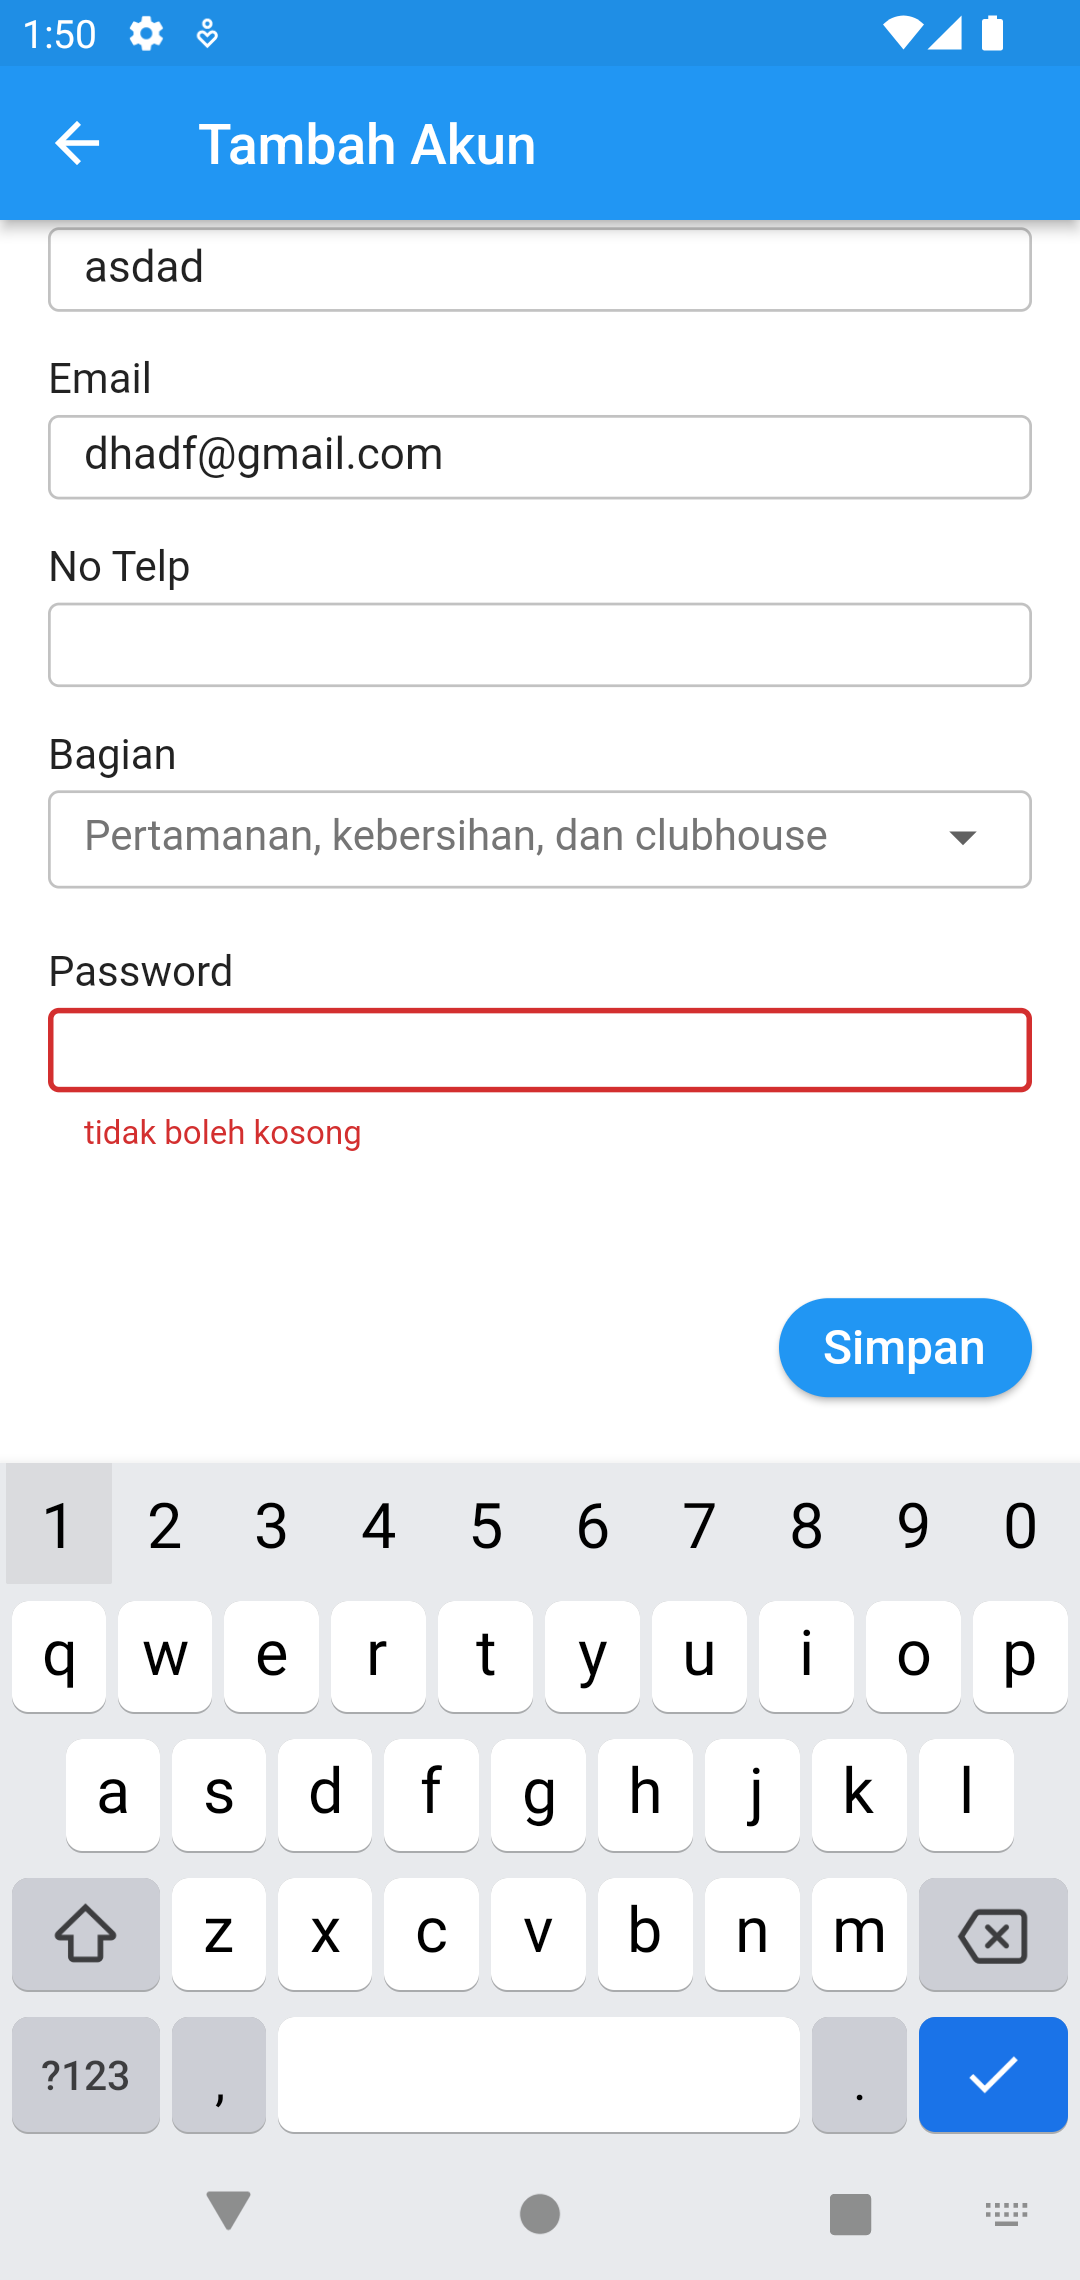 1:50
Tambah Akun
asdad
Email
dhadf@gmail.com
No Telp
Bagian
Pertamanan, kebersihan, dan clubhouse
Password
tidak boleh kosong
Simpan
1 2 3 4 5 6 7 8 9 0
q w e r t y u i o p
a s d f g h j k l
z x c v b n m
?123 , .